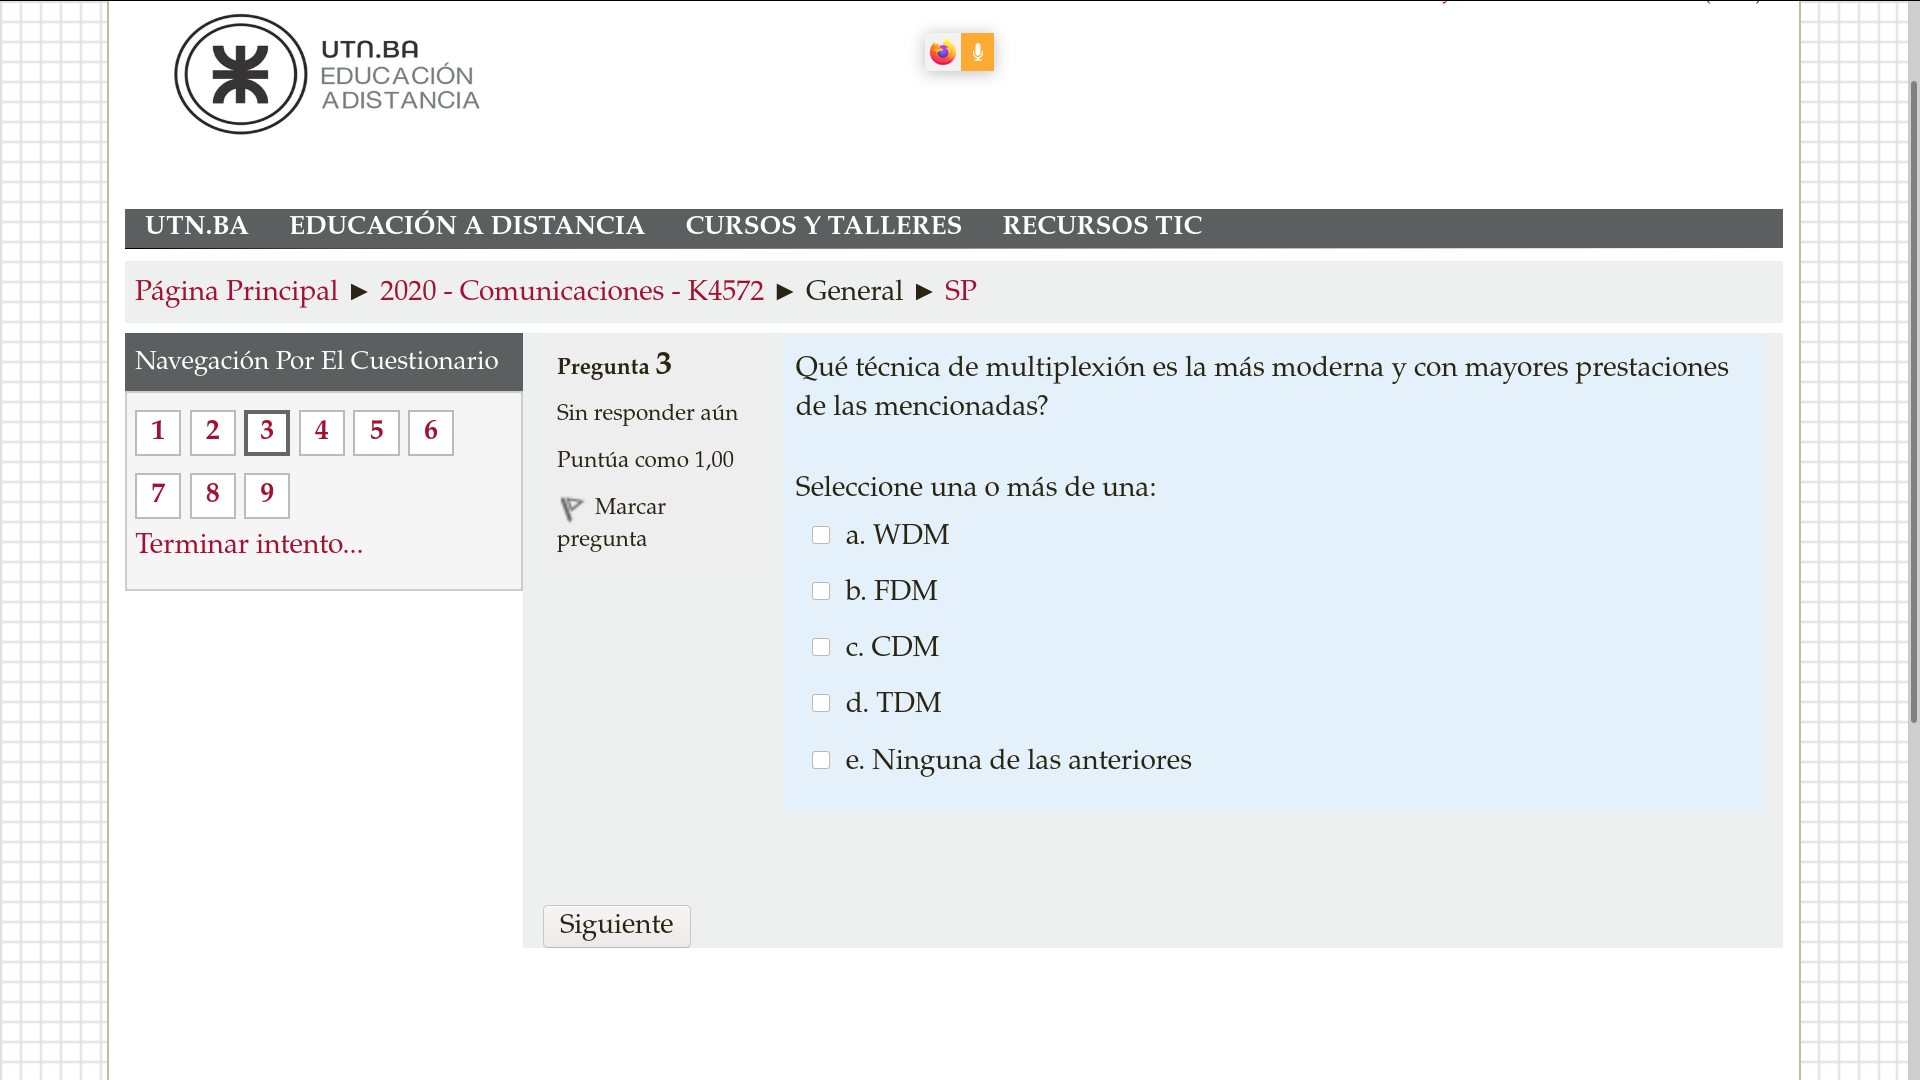 UTN.BA
EDUCACIÓN
A DISTANCIA
UTN.BA EDUCACIÓN A DISTANCIA CURSOS Y TALLERES RECURSOS TIC
Página Principal ► 2020 - Comunicaciones - K4572 ► General ► SP
Navegación Por El Cuestionario
1 2 3 4 5 6
7 8 9
Terminar intento...
Pregunta 3
Sin responder aún
Puntúa como 1,00
Marcar
pregunta
Qué técnica de multiplexión es la más moderna y con mayores prestaciones
de las mencionadas?
Seleccione una o más de una:
a. WDM
b. FDM
c. CDM
d. TDM
e. Ninguna de las anteriores
Siguiente